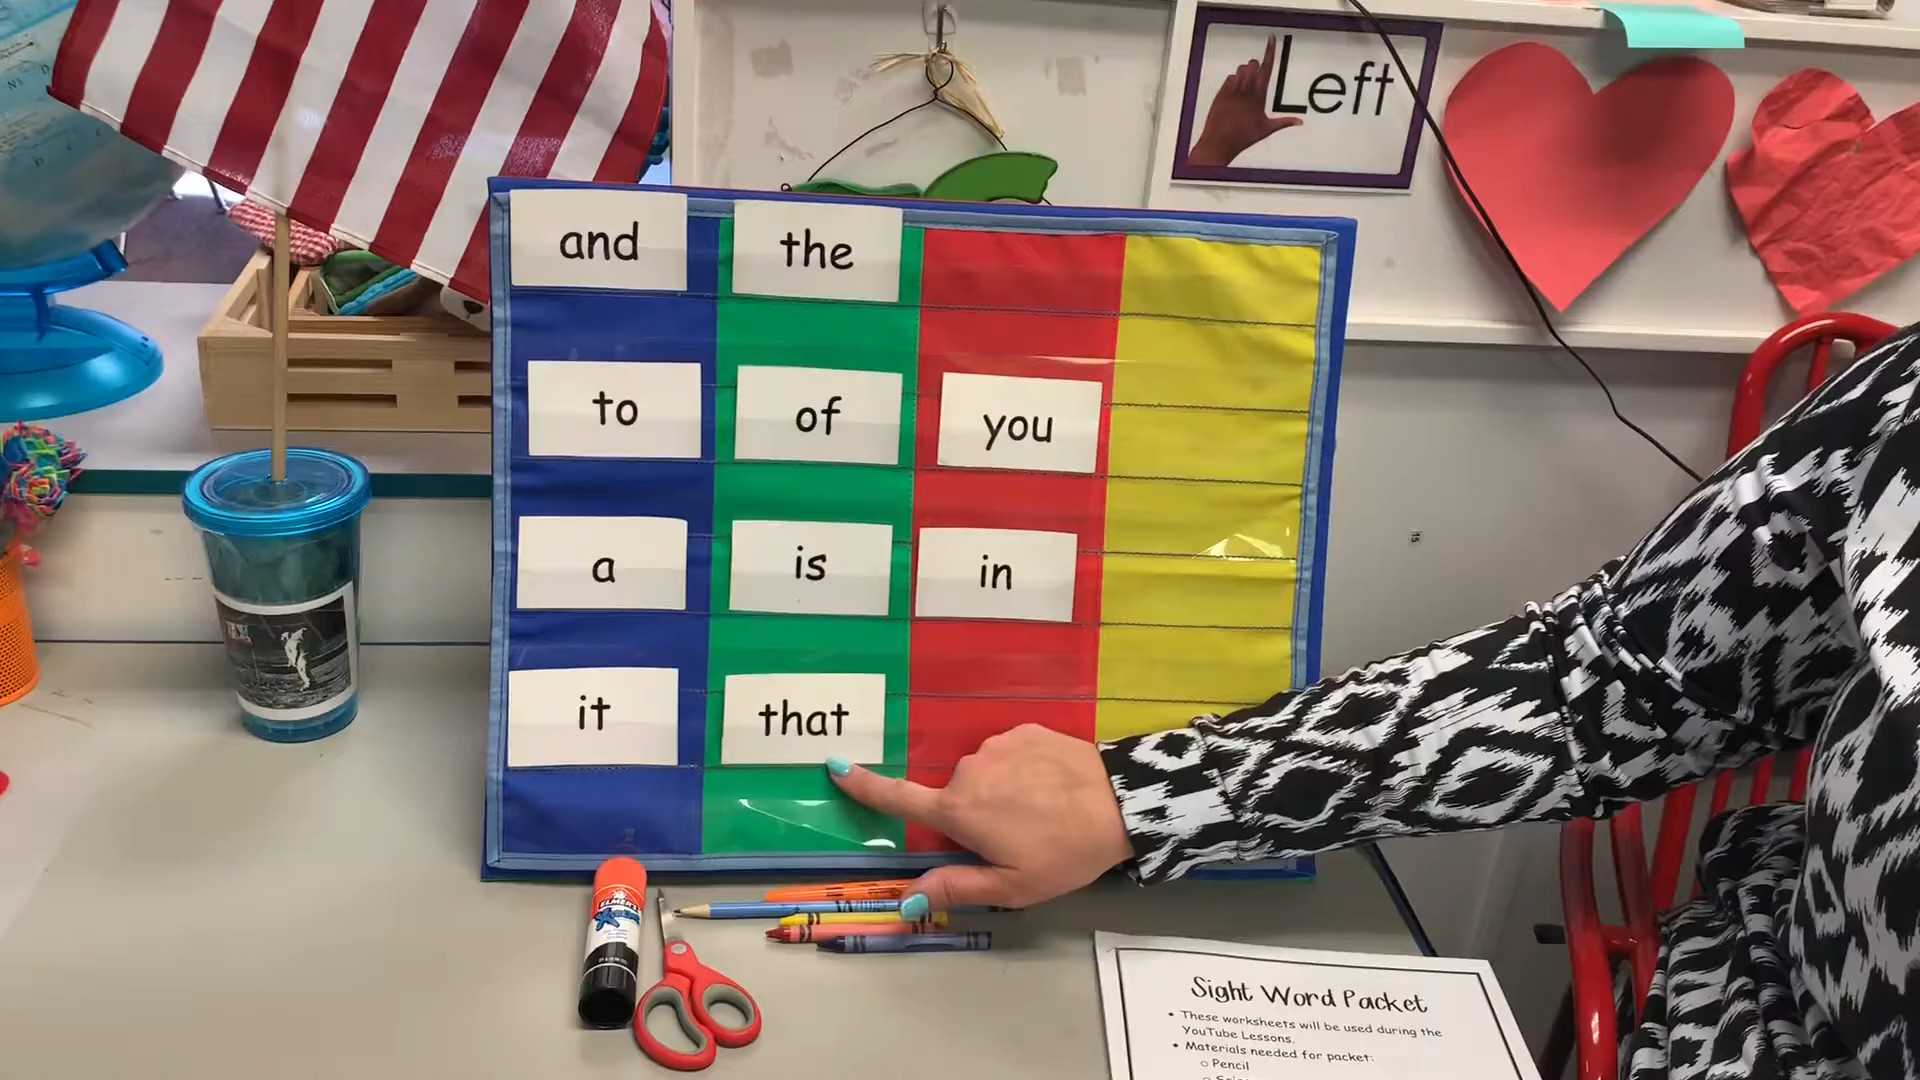 Left
and the
to of you
a is in
it that
ELMER'S
Sight Word Packet
• These worksheets will be used during the
YouTube Lessons.
• Materials needed for packet:
○ Pencil